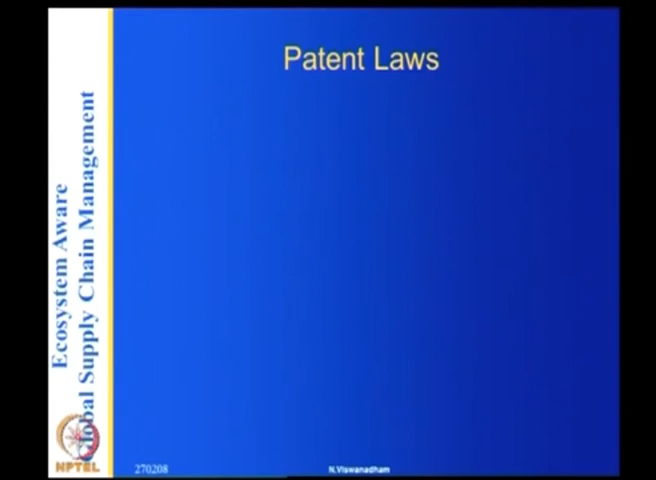 Patent Laws
Ecosystem Aware
Global Supply Chain Management
NPTEL
270208
N.Viswanadham